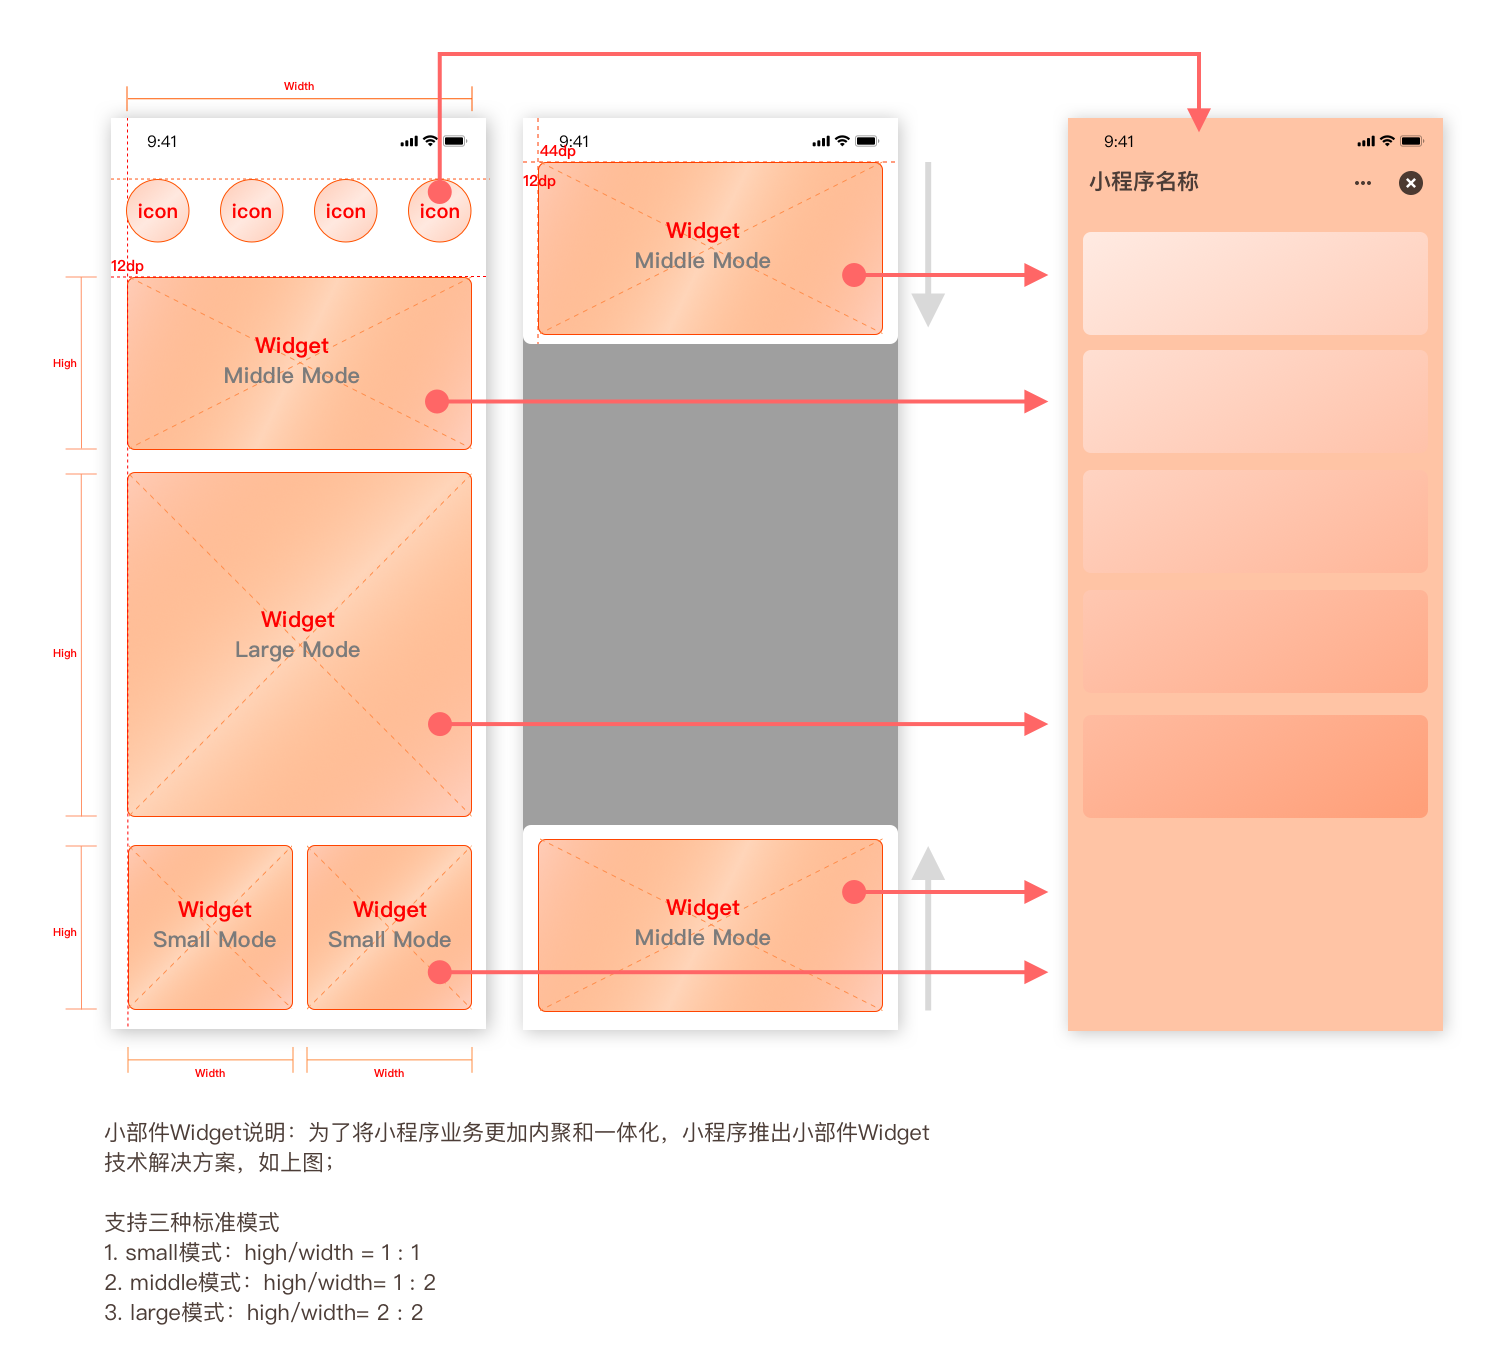 Width
9:41
icon
icon
icon
icon
12dp
High
Widget
Middle Mode
High
Widget
Large Mode
High
Widget
Small Mode
Widget
Small Mode
Width
Width
9:41
44dp
12dp
Widget
Middle Mode
Widget
Middle Mode
9:41
小程序名称
小部件Widget说明：为了将小程序业务更加内聚和一体化，小程序推出小部件Widget
技术解决方案，如上图；
支持三种标准模式
1. small模式：high/width = 1 : 1
2. middle模式：high/width= 1 : 2
3. large模式：high/width= 2 : 2